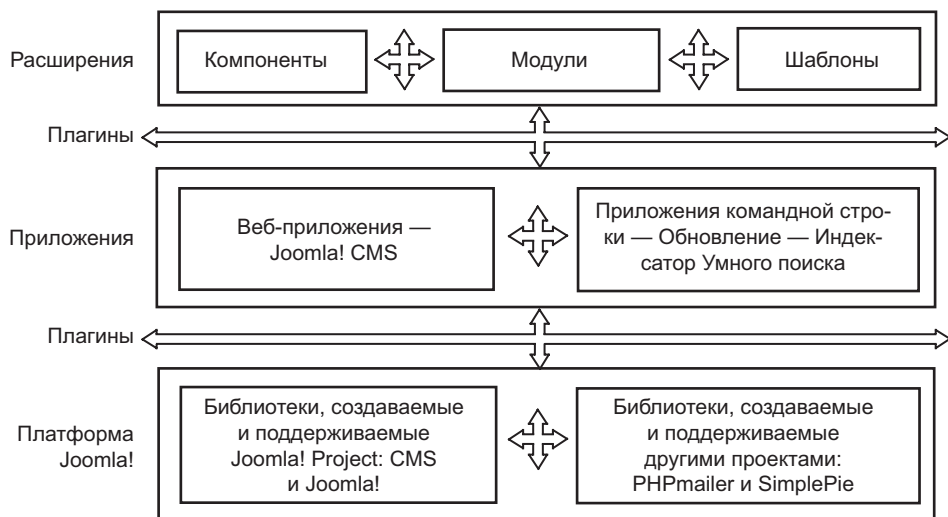 Расширения
Компоненты
Модули
Шаблоны
Плагины
Приложения
Веб-приложения —
Joomla! CMS
Приложения командной стро-
ки — Обновление — Индек-
сатор Умного поиска
Плагины
Платформа
Joomla!
Библиотеки, создаваемые
и поддерживаемые
Joomla! Project: CMS
и Joomla!
Библиотеки, создаваемые
и поддерживаемые
другими проектами:
PHPmailer и SimplePie